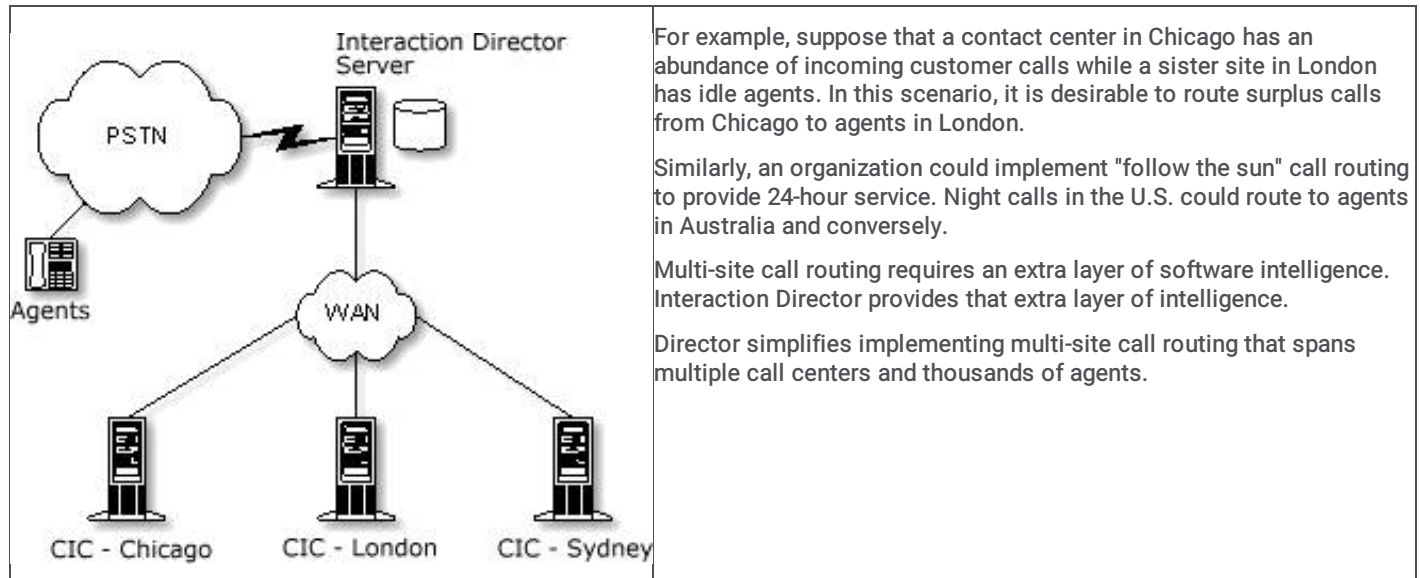 Interaction Director
Server
PSTN
Agents
WAN
CIC - Chicago
CIC - London
CIC - Sydney
For example, suppose that a contact center in Chicago has an
abundance of incoming customer calls while a sister site in London
has idle agents. In this scenario, it is desirable to route surplus calls
from Chicago to agents in London.
Similarly, an organization could implement "follow the sun" call routing
to provide 24-hour service. Night calls in the U.S. could route to agents
in Australia and conversely.
Multi-site call routing requires an extra layer of software intelligence.
Interaction Director provides that extra layer of intelligence.
Director simplifies implementing multi-site call routing that spans
multiple call centers and thousands of agents.